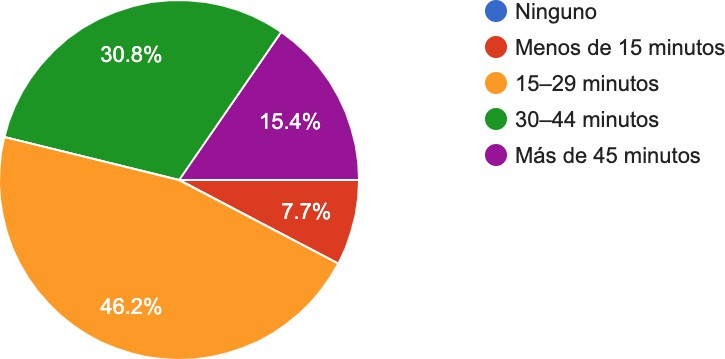 30.8%
15.4%
7.7%
46.2%
Ninguno
Menos de 15 minutos
15–29 minutos
30–44 minutos
Más de 45 minutos